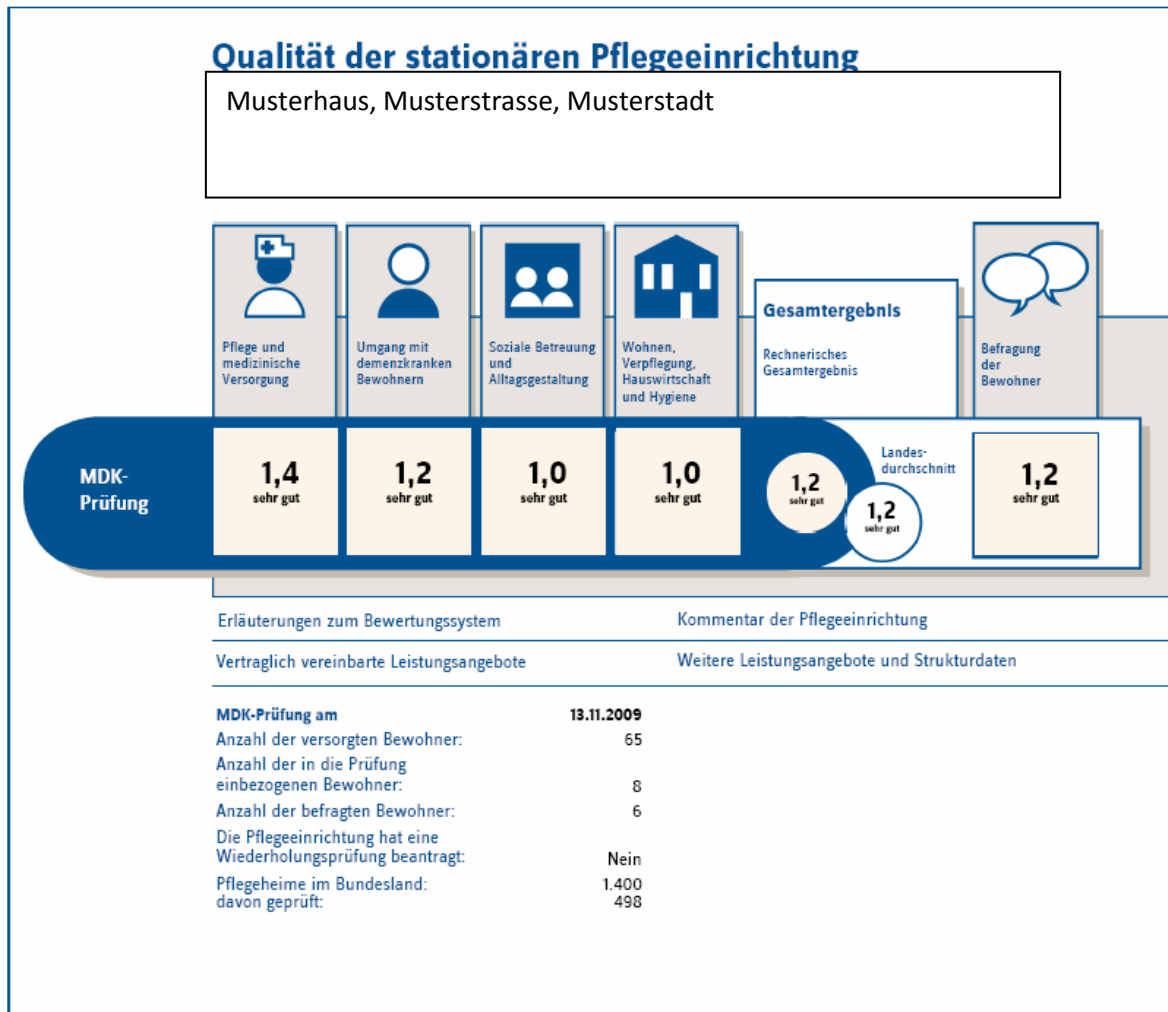 Qualität der stationären Pflegeeinrichtung
Musterhaus, Musterstrasse, Musterstadt
Pflege und
medizinische
Versorgung
Umgang mit
demenzkranken
Bewohnern
Soziale Betreuung
und
Alltagsgestaltung
Wohnen,
Verpflegung,
Hauswirtschaft
und Hygiene
Gesamtergebnis
Rechnerisches
Gesamtergebnis
Befragung
der
Bewohner
MDK-
Prüfung
1,4
sehr gut
1,2
sehr gut
1,0
sehr gut
1,0
sehr gut
1,2
sehr gut
Landes-
durchschnitt
1,2
sehr gut
1,2
sehr gut
Erläuterungen zum Bewertungssystem
Kommentar der Pflegeeinrichtung
Vertraglich vereinbarte Leistungsangebote
Weitere Leistungsangebote und Strukturdaten
MDK-Prüfung am 13.11.2009
Anzahl der versorgten Bewohner: 65
Anzahl der in die Prüfung
einbezogenen Bewohner: 8
Anzahl der befragten Bewohner: 6
Die Pflegeeinrichtung hat eine
Wiederholungsprüfung beantragt: Nein
Pflegeheime im Bundesland: 1.400
davon geprüft: 498